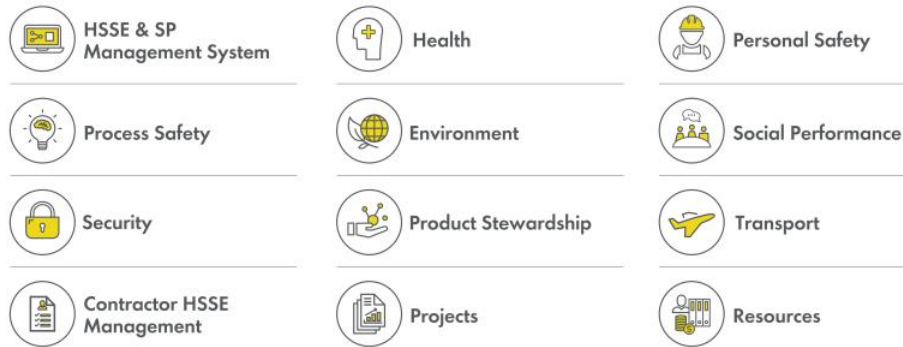 HSSE & SP
Management System
Health
Personal Safety
Process Safety
Environment
Social Performance
Security
Product Stewardship
Transport
Contractor HSSE
Management
Projects
Resources